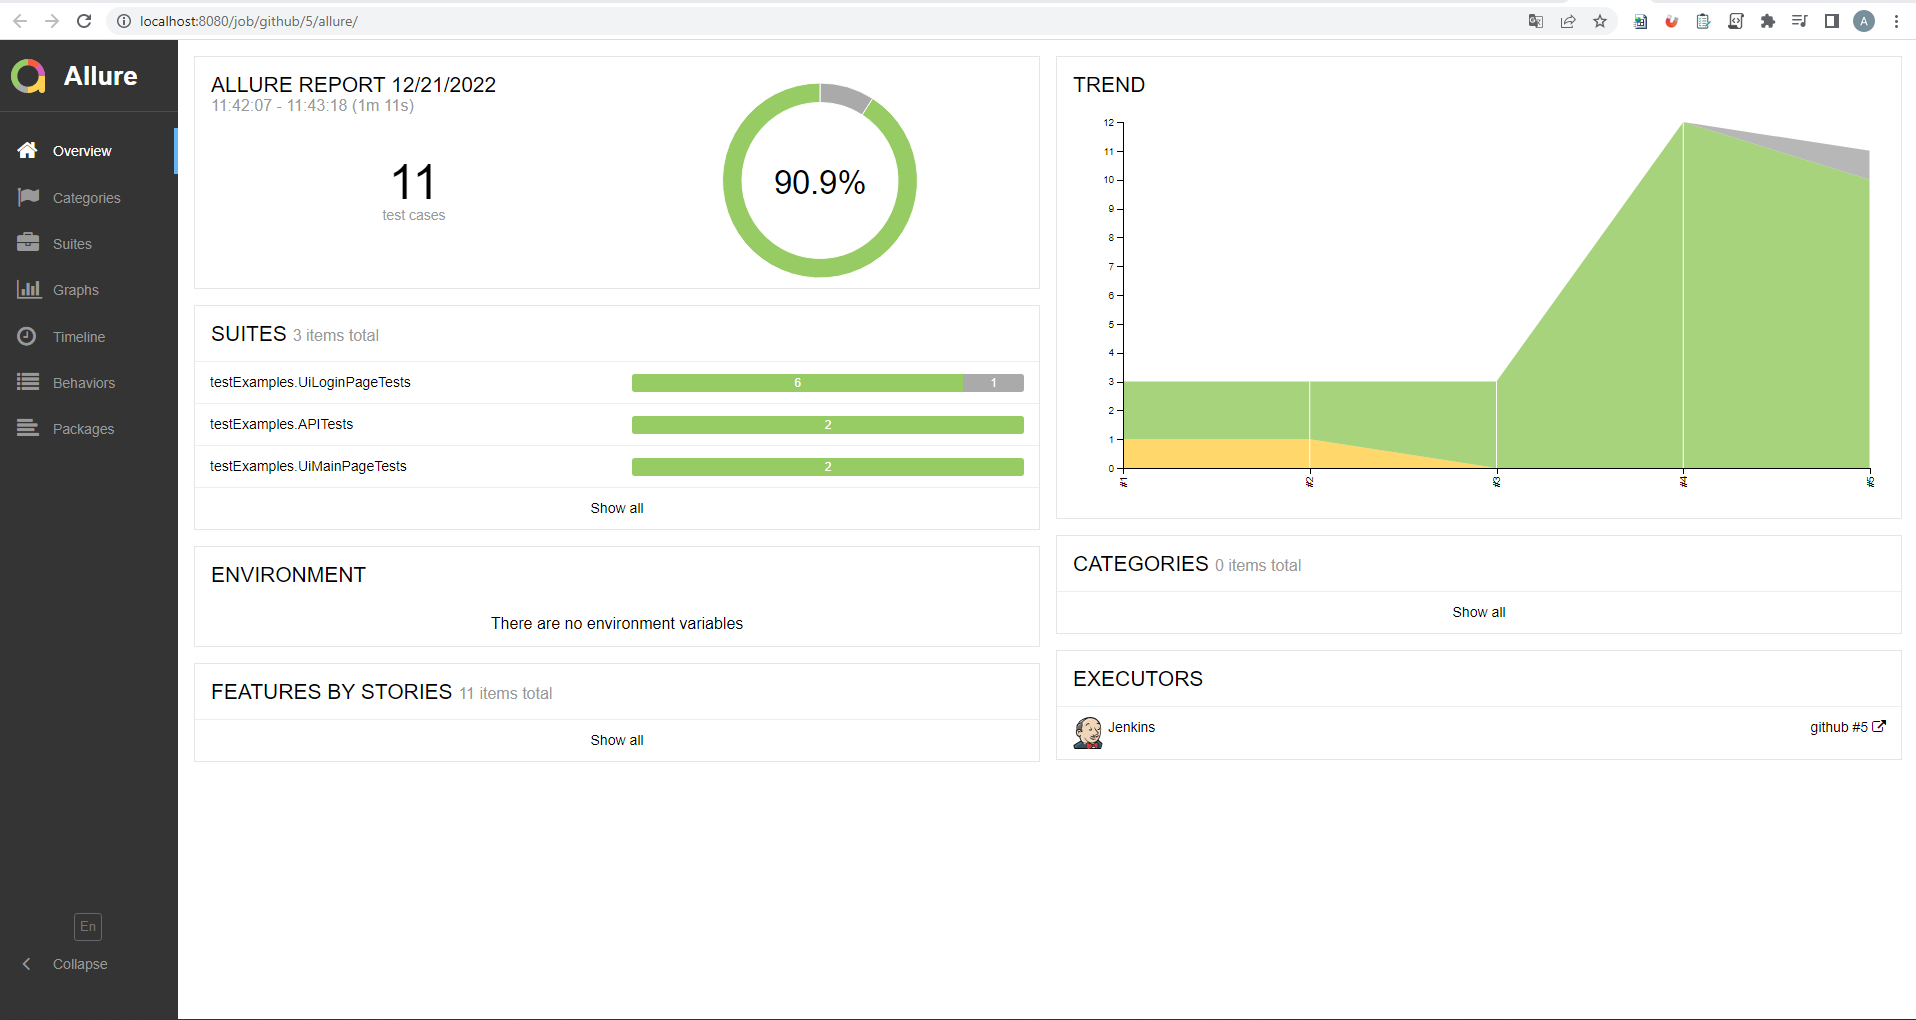 localhost:8080/job/github/5/allure/
A
Allure
Overview
Categories
Suites
Graphs
Timeline
Behaviors
Packages
En
Collapse
ALLURE REPORT 12/21/2022
11:42:07 - 11:43:18 (1m 11s)
11
test cases
90.9%
SUITES 3 items total
testExamples.UiLoginPageTests 6 1
testExamples.APITests 2
testExamples.UiMainPageTests 2
Show all
ENVIRONMENT
There are no environment variables
FEATURES BY STORIES 11 items total
Show all
TREND
12
11
10
9
8
7
6
5
4
3
2
1
0
#1 #2 #3 #4 #5
CATEGORIES 0 items total
Show all
EXECUTORS
Jenkins github #5